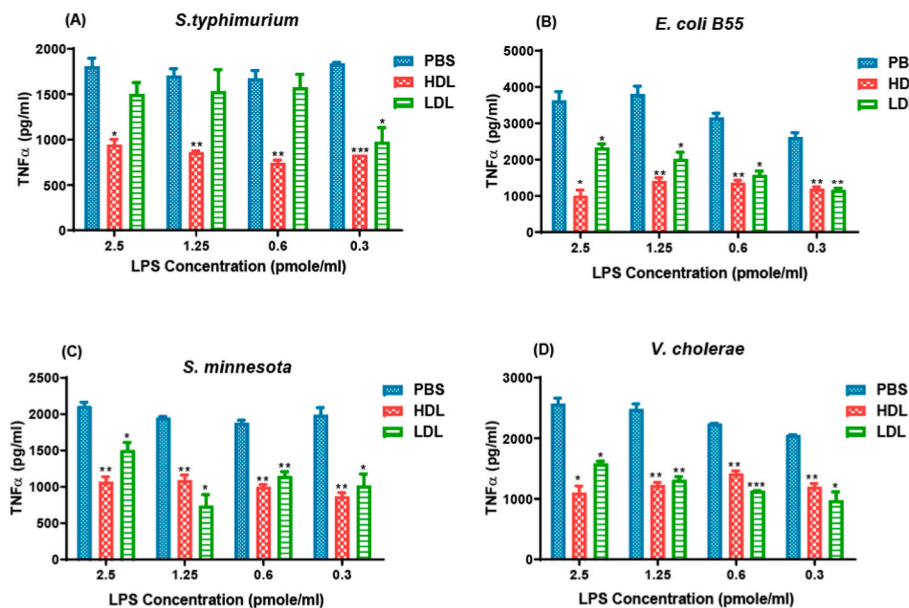 (A)
S.typhimurium
TNFα (pg/ml)
2000
1500
1000
500
0
* ** ** *** *
2.5 1.25 0.6 0.3
LPS Concentration (pmole/ml)
PBS
HDL
LDL
(B)
E. coli B55
TNFα (pg/ml)
5000
4000
3000
2000
1000
0
* * ** * ** * ** **
2.5 1.25 0.6 0.3
LPS Concentration (pmole/ml)
PB
HD
LD
(C)
S. minnesota
TNFα (pg/ml)
2500
2000
1500
1000
500
0
** * ** * ** ** ** *
2.5 1.25 0.6 0.3
LPS Concentration (pmole/ml)
PBS
HDL
LDL
(D)
V. cholerae
TNFα (pg/ml)
3000
2000
1000
0
* * ** ** ** *** ** *
2.5 1.25 0.6 0.3
LPS Concentration (pmole/ml)
PBS
HDL
LDL